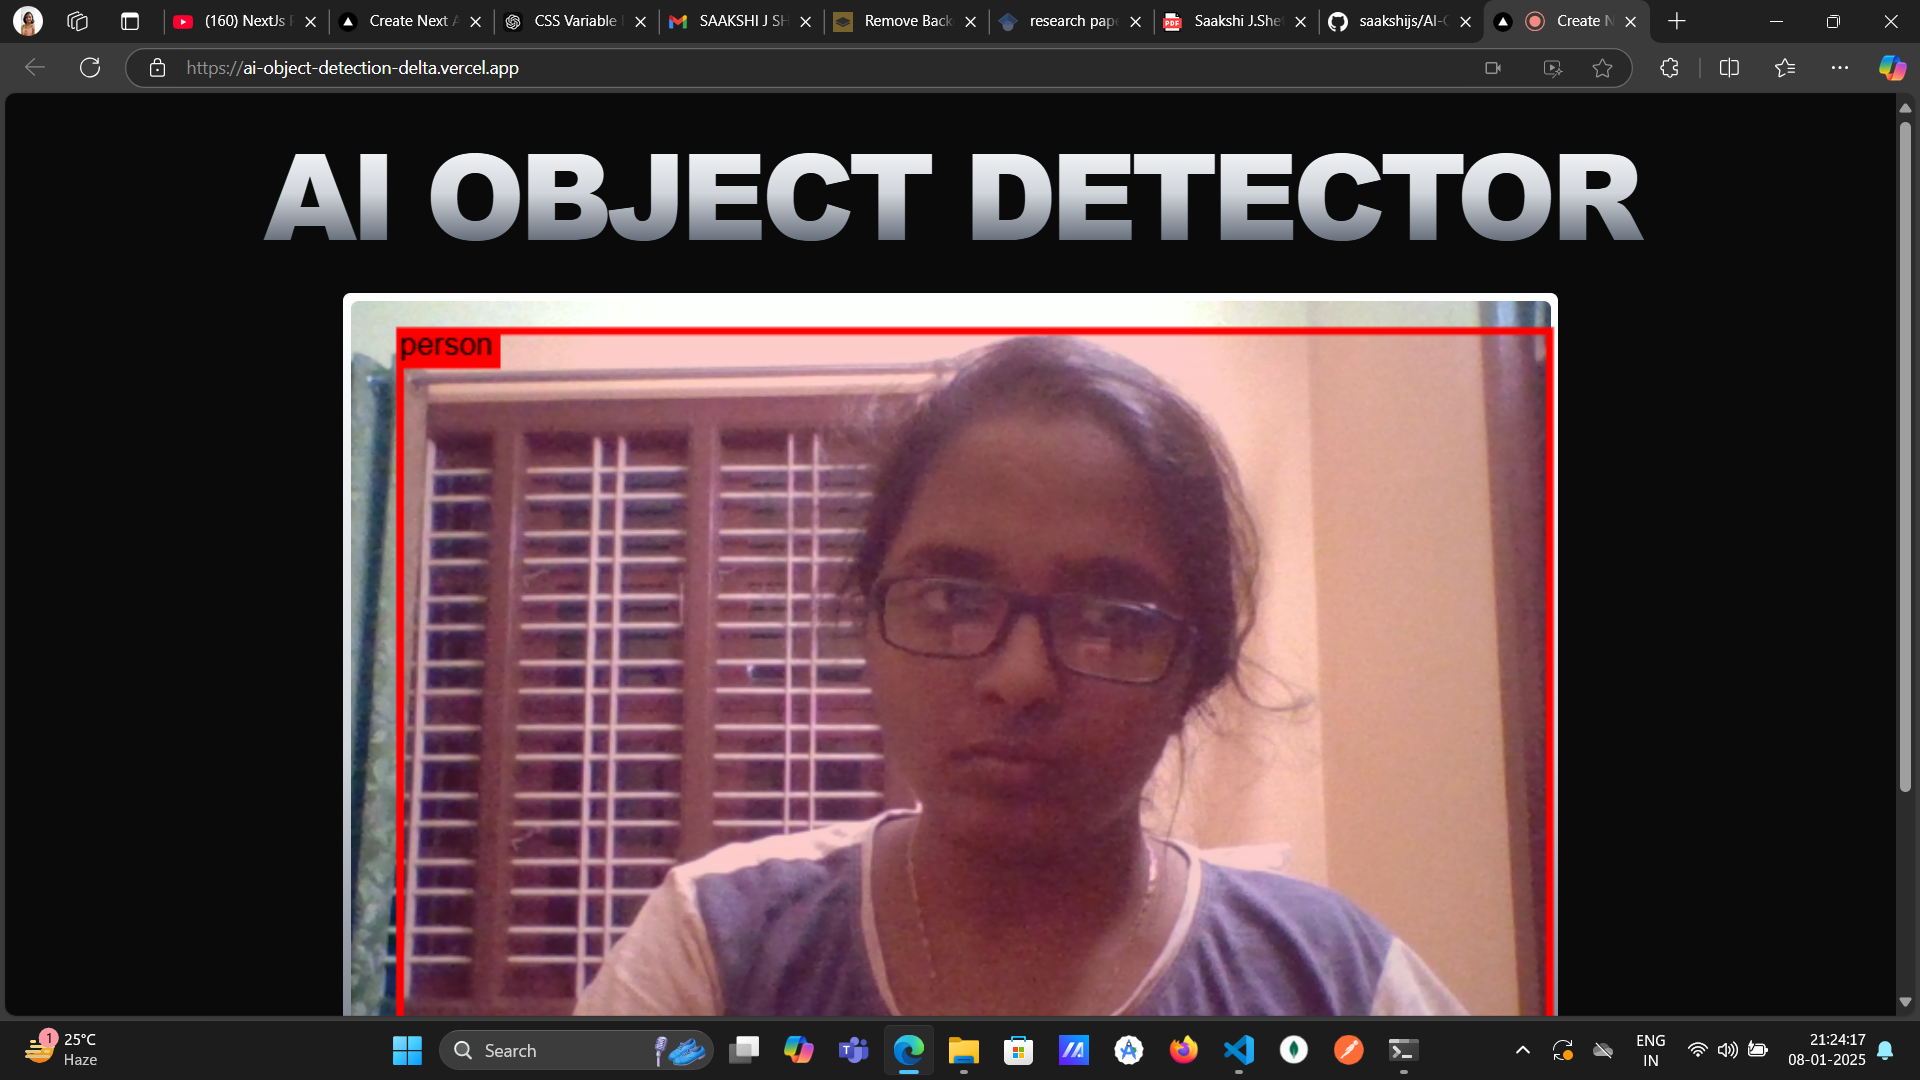 (160) NextJs
Create Next A
CSS Variable
SAAKSHI J SH
Remove Back
research pap
Saakshi J.She
saakshijs/AI-
Create N
https://ai-object-detection-delta.vercel.app
AI OBJECT DETECTOR
person
1
25°C
Haze
Search
ENG
IN
21:24:17
08-01-2025